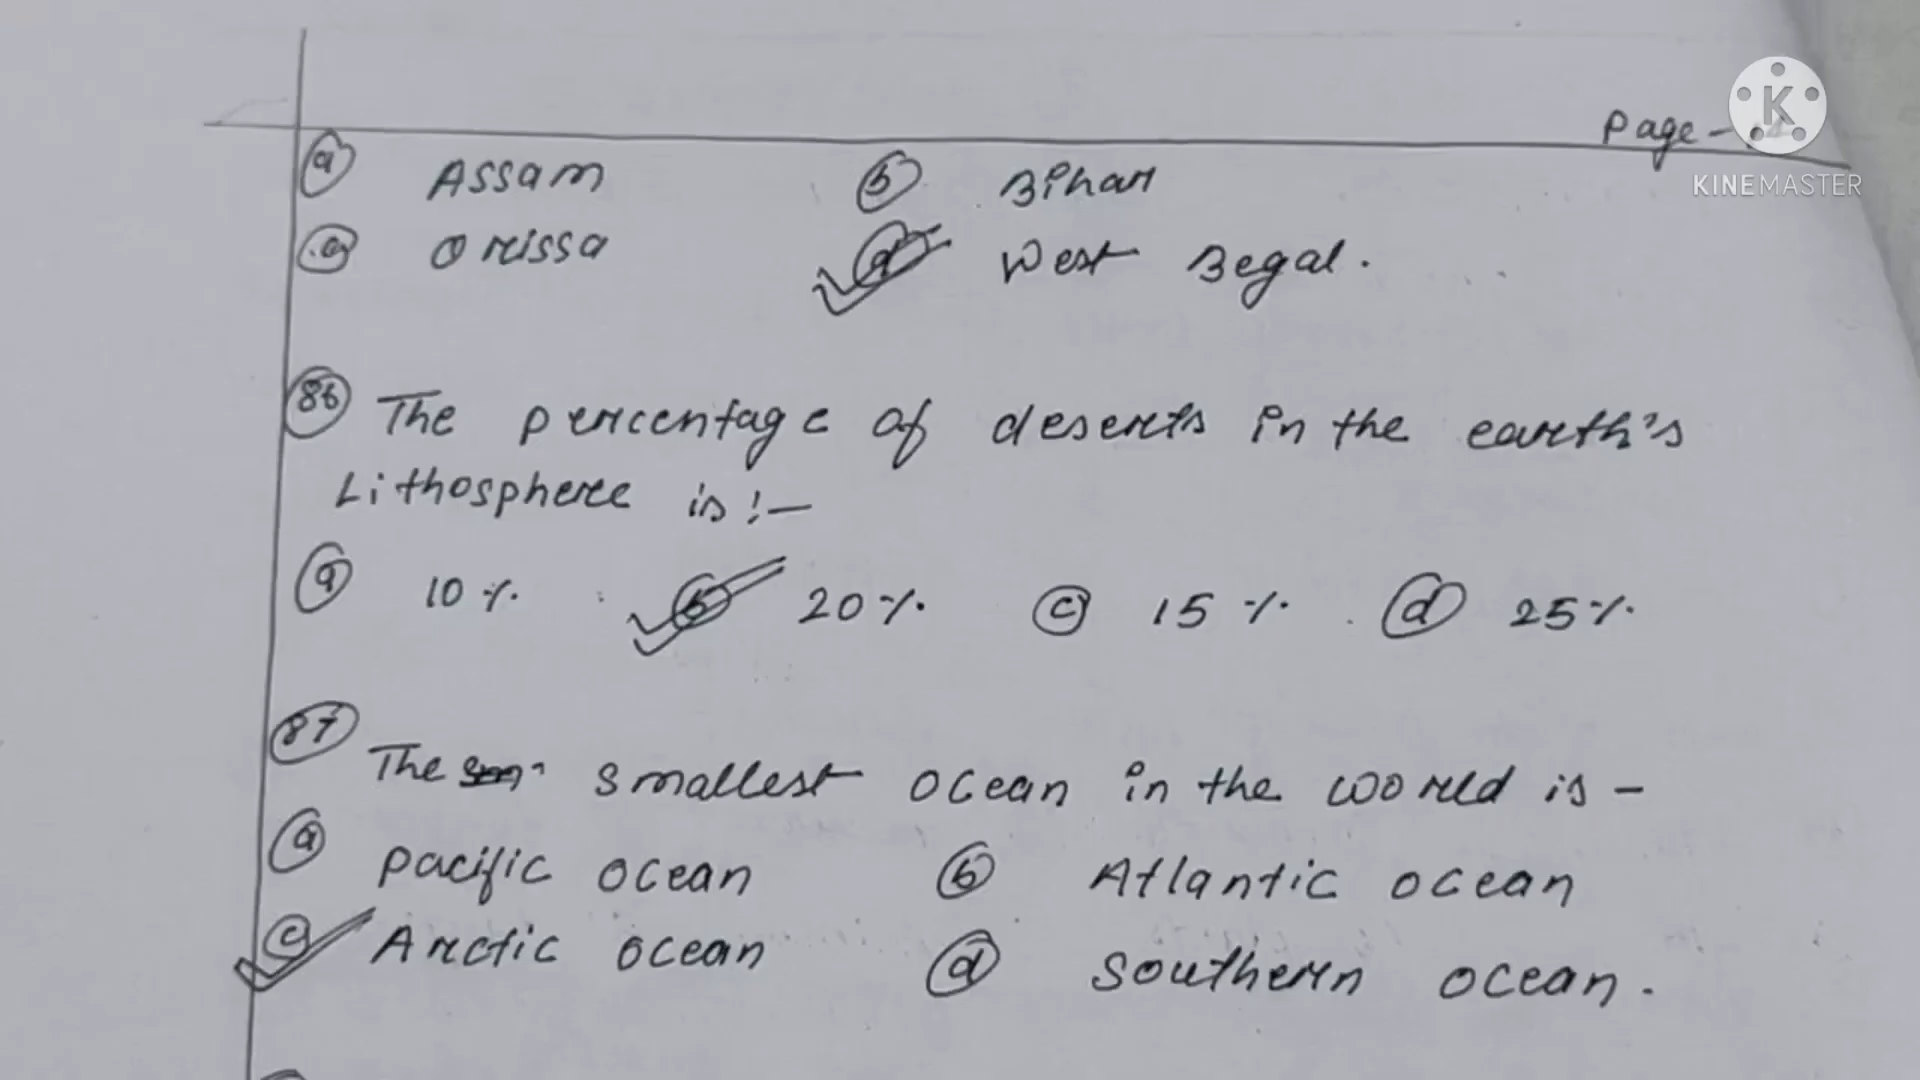 Page-
KINEMASTER
(a) Assam (b) Bihar
(c) Orissa (d) West Begal.
(86) The percentage of deserts in the earth's
Lithosphere is :-
(a) 10% (b) 20% (c) 15% (d) 25%
(87) The smallest ocean in the world is -
(a) Pacific ocean (b) Atlantic ocean
(c) Arctic ocean (d) Southern ocean.